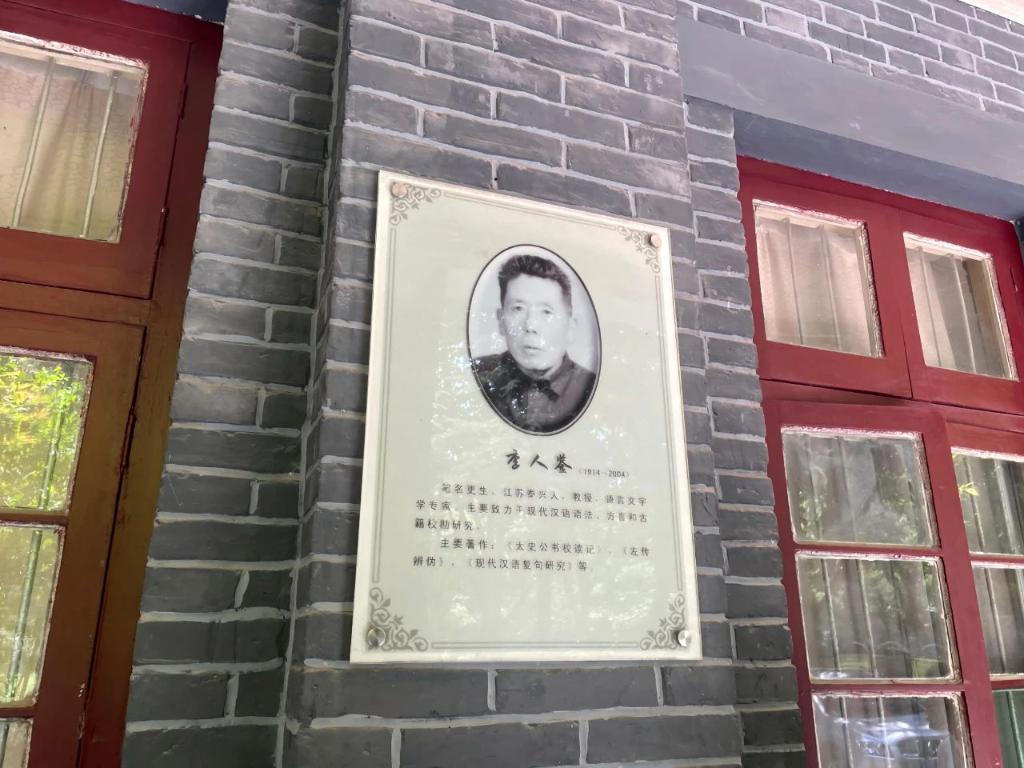 李人鉴 (1914-2004)
笔名更生，江苏泰兴人，教授，语言文字
学专家，主要致力于现代汉语语法、方言和古
籍校勘研究。
主要著作：《太史公书校读记》、《左传
辨伪》、《现代汉语复句研究》等。